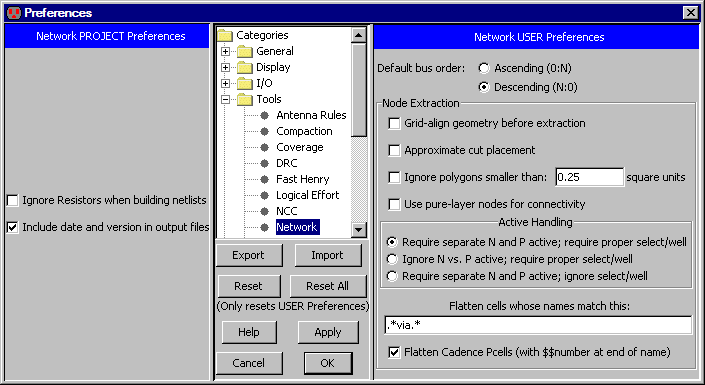 Preferences
Network PROJECT Preferences
Ignore Resistors when building netlists
Include date and version in output files
Categories
General
Display
I/O
Tools
Antenna Rules
Compaction
Coverage
DRC
Fast Henry
Logical Effort
NCC
Network
Export Import
Reset Reset All
(Only resets USER Preferences)
Help Apply
Cancel OK
Network USER Preferences
Default bus order: Ascending (0:N)
Descending (N:0)
Node Extraction
Grid-align geometry before extraction
Approximate cut placement
Ignore polygons smaller than: 0.25 square units
Use pure-layer nodes for connectivity
Active Handling
Require separate N and P active; require proper select/well
Ignore N vs. P active; require proper select/well
Require separate N and P active; ignore select/well
Flatten cells whose names match this:
.*via.*
Flatten Cadence Pcells (with $$number at end of name)